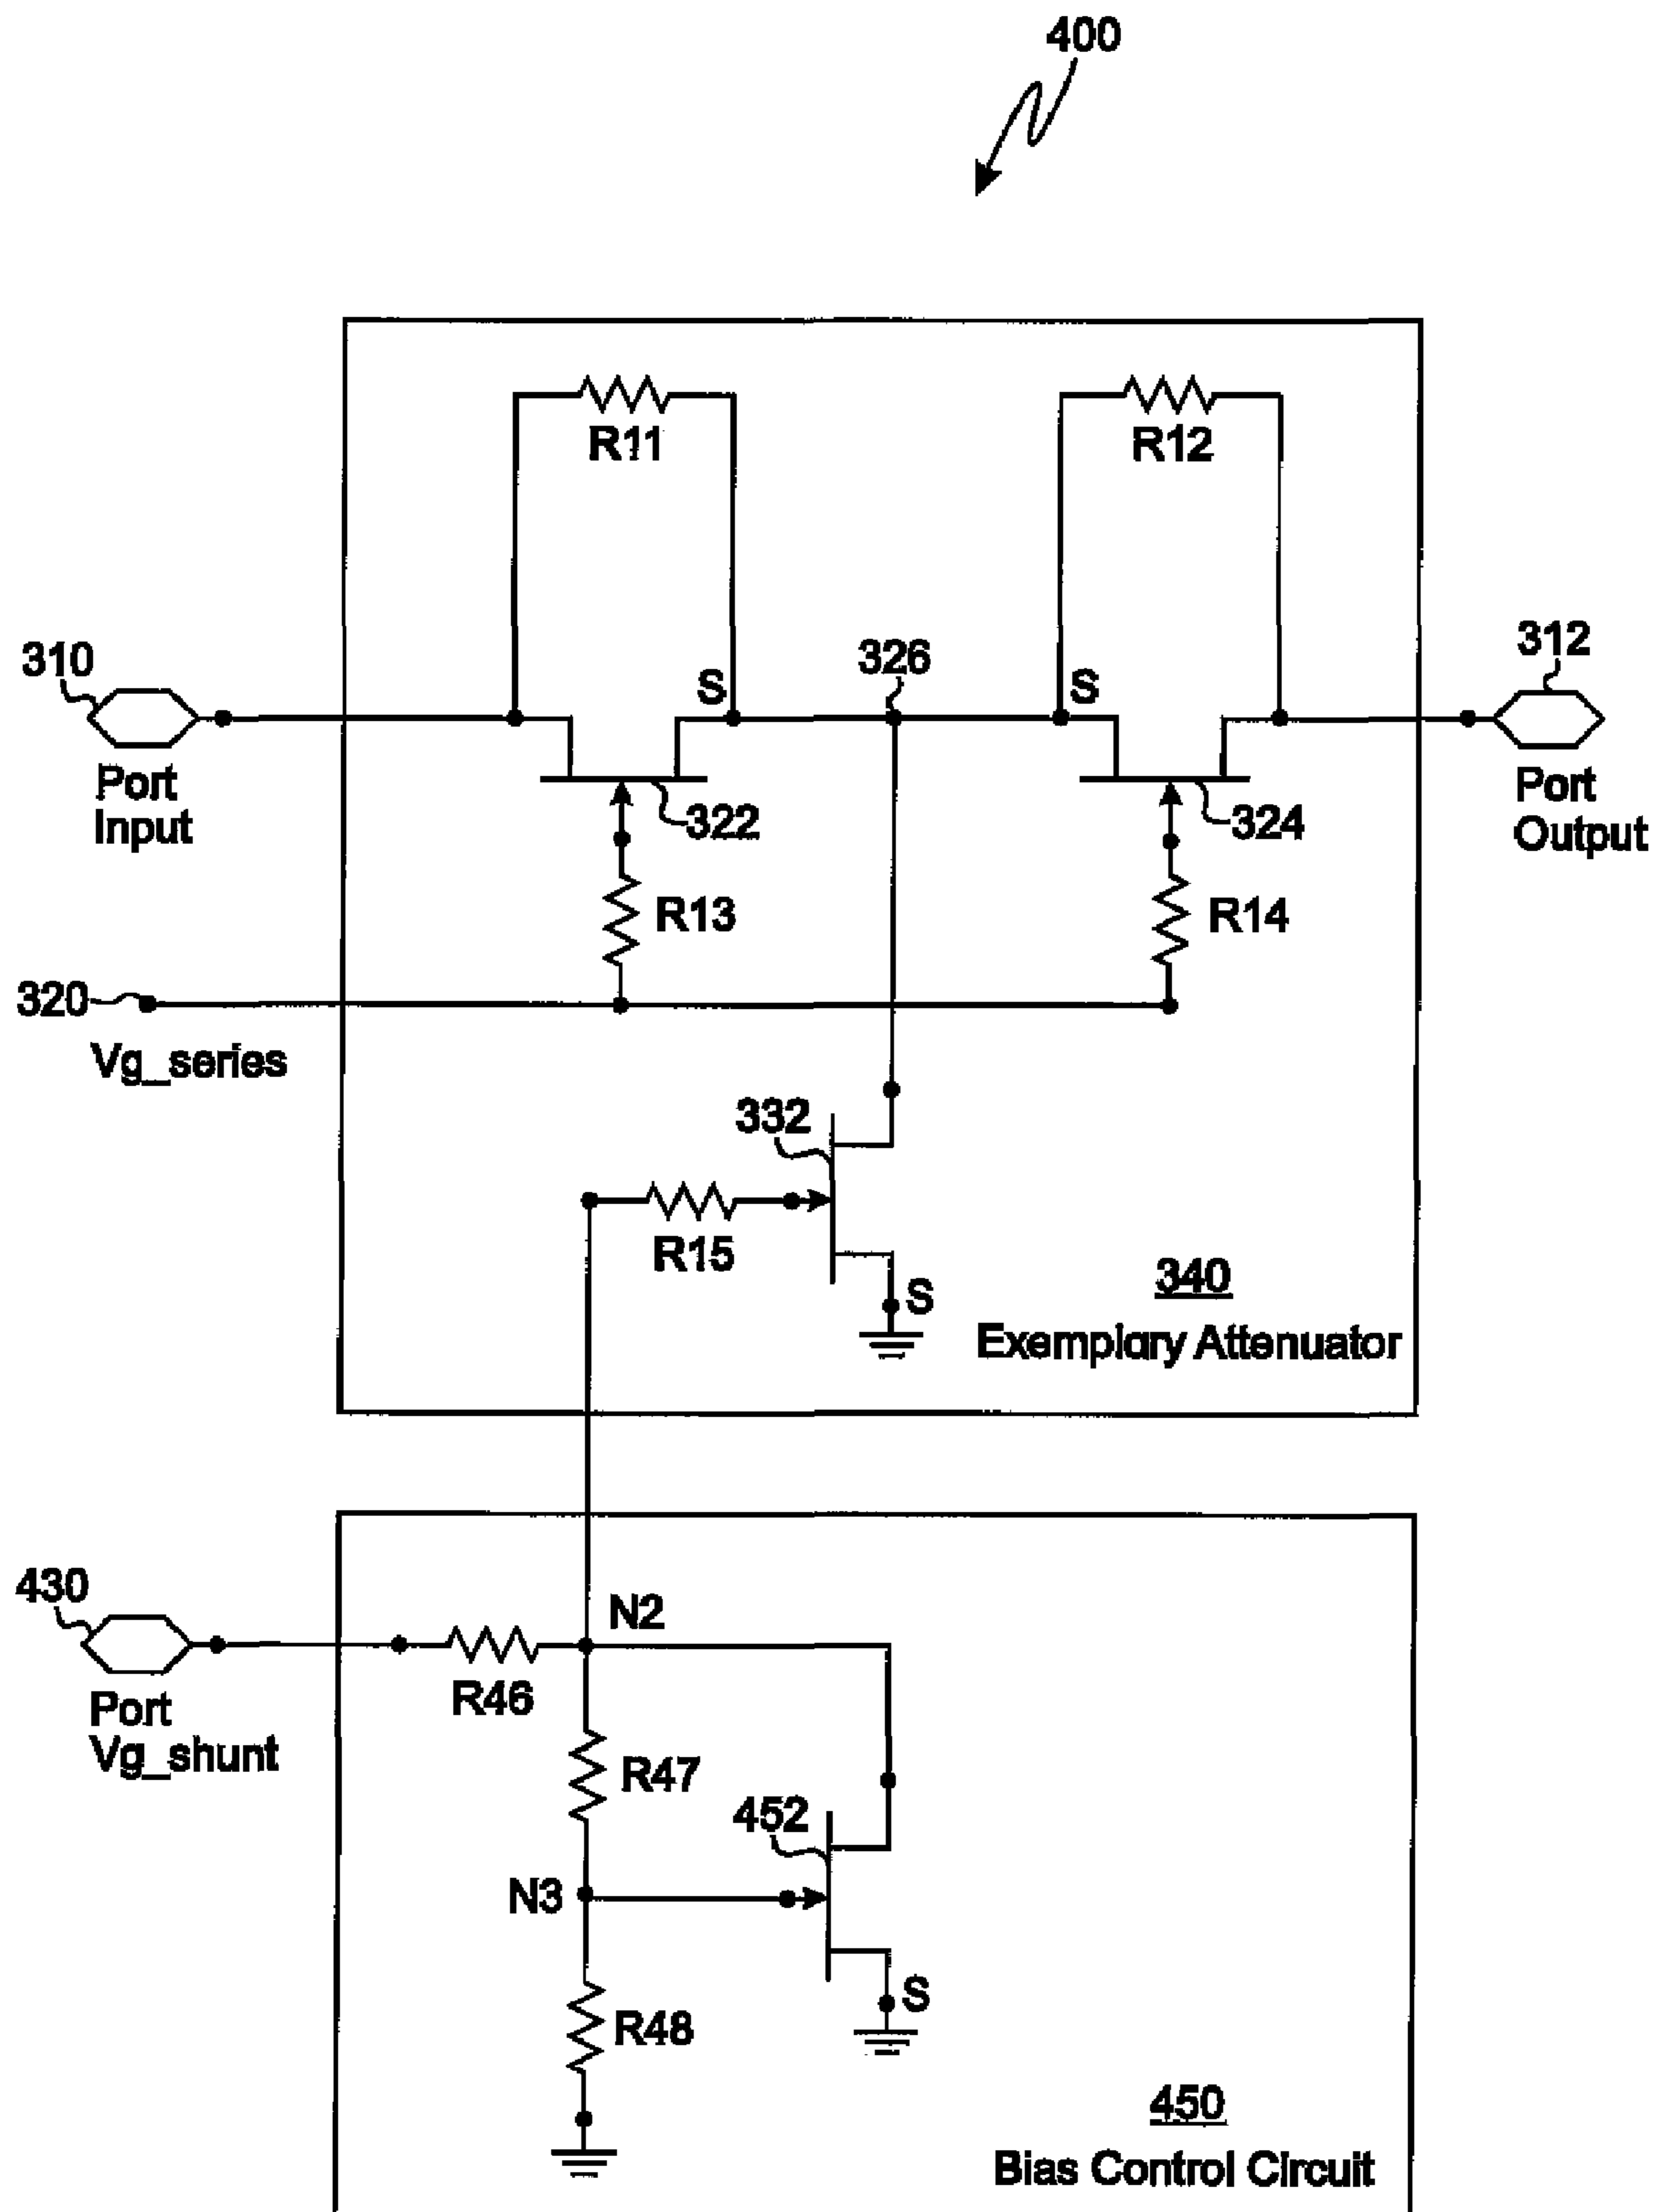 400
R11
R12
310
S
326
S
312
Port
Input
322
324
Port
Output
R13
R14
320
Vg_series
332
R15
S
340
Exemplary Attenuator
430
N2
Port
Vg_shunt
R46
R47
452
N3
S
R48
450
Bias Control Circuit